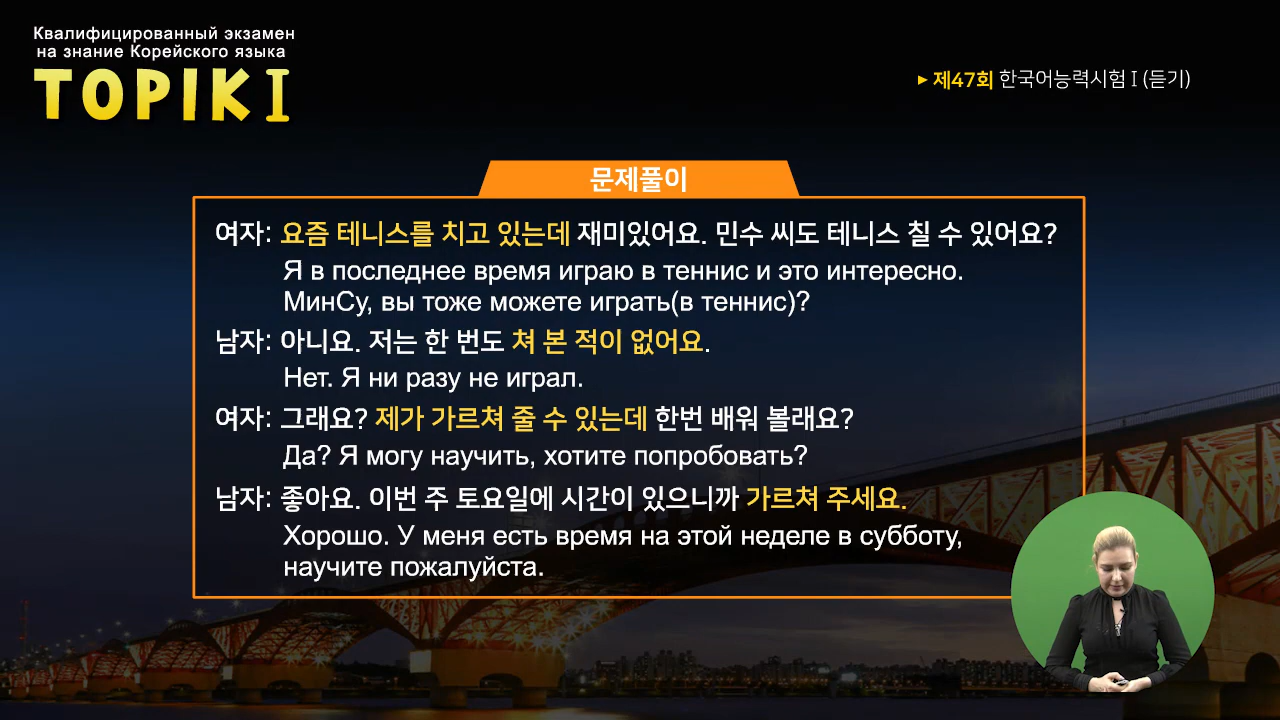 Квалифицированный экзамен
на знание Корейского языка
TOPIK I
▸ 제47회 한국어능력시험 I (듣기)
문제풀이
여자: 요즘 테니스를 치고 있는데 재미있어요. 민수 씨도 테니스 칠 수 있어요?
Я в последнее время играю в теннис и это интересно.
МинСу, вы тоже можете играть(в теннис)?
남자: 아니요. 저는 한 번도 쳐 본 적이 없어요.
Нет. Я ни разу не играл.
여자: 그래요? 제가 가르쳐 줄 수 있는데 한번 배워 볼래요?
Да? Я могу научить, хотите попробовать?
남자: 좋아요. 이번 주 토요일에 시간이 있으니까 가르쳐 주세요.
Хорошо. У меня есть время на этой неделе в субботу,
научите пожалуйста.